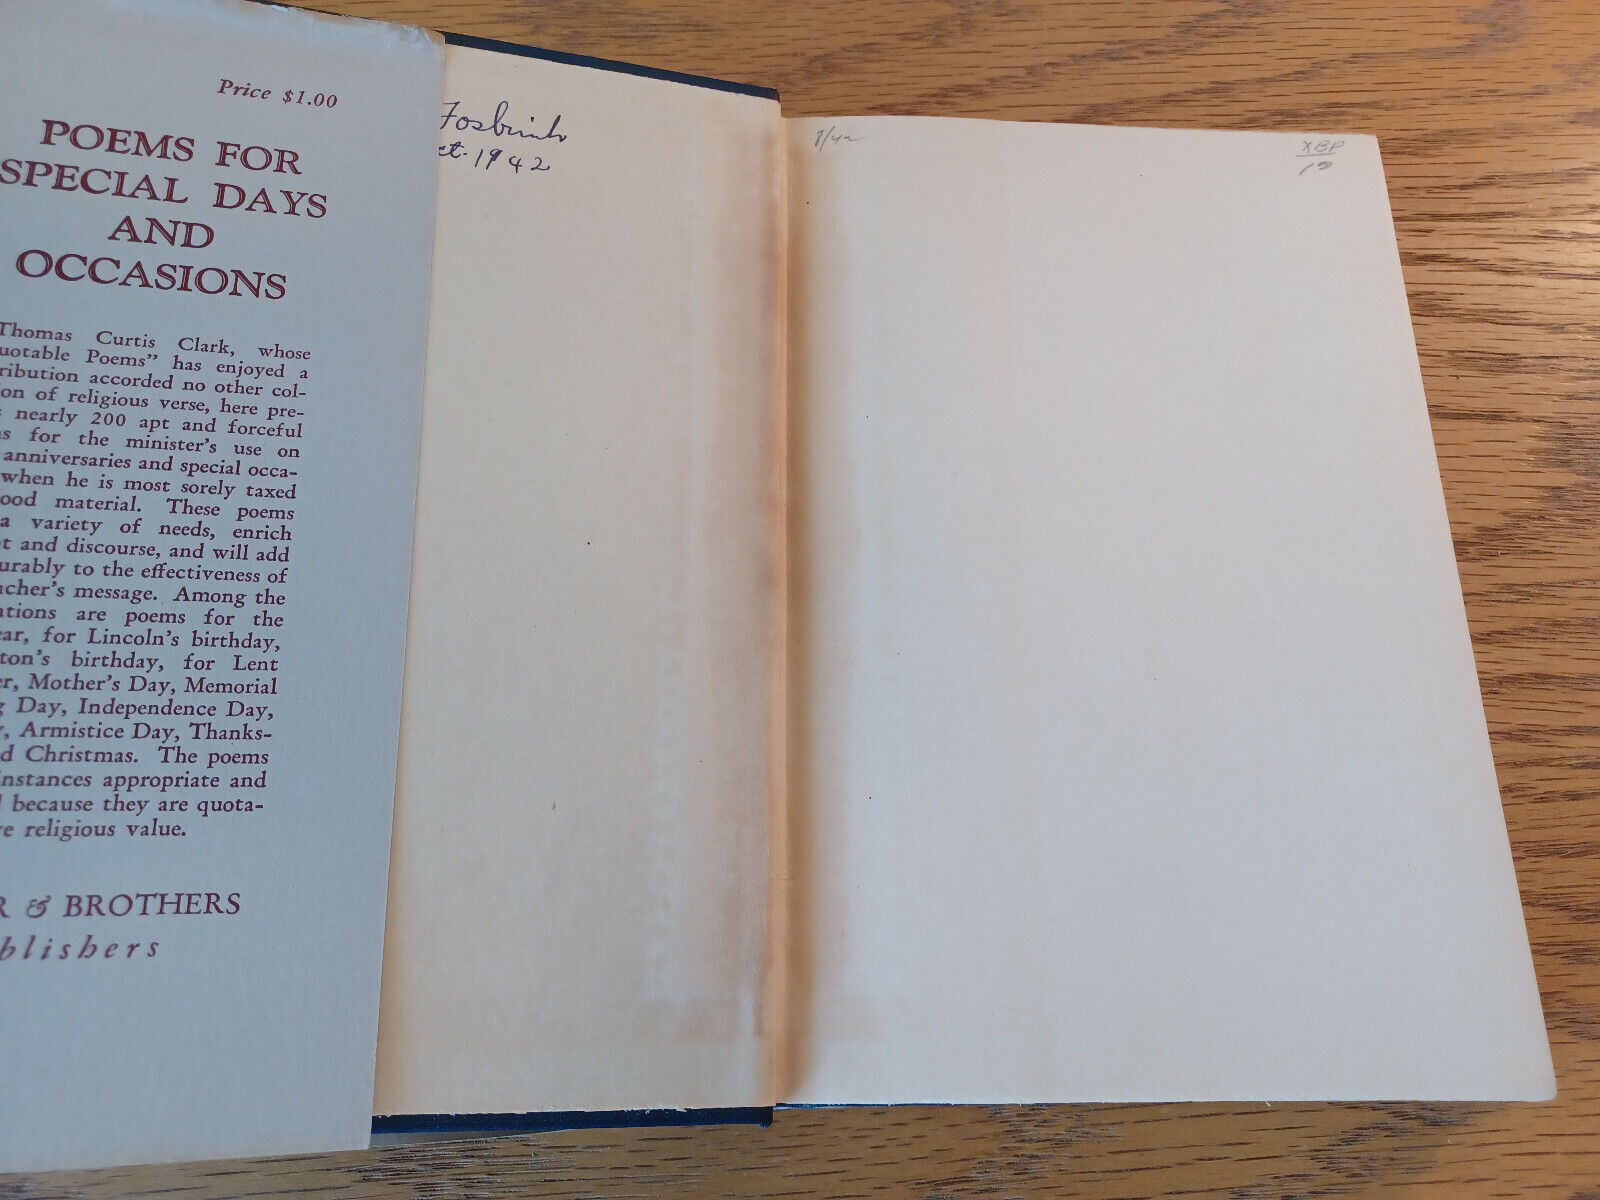 Price $1.00
POEMS FOR
SPECIAL DAYS
AND
OCCASIONS
Thomas Curtis Clark, whose
uotable Poems" has enjoyed a
ribution accorded no other col-
on of religious verse, here pre-
s nearly 200 apt and forceful
s for the minister's use on
anniversaries and special occa-
when he is most sorely taxed
ood material. These poems
a variety of needs, enrich
t and discourse, and will add
urably to the effectiveness of
acher's message. Among the
ations are poems for the
ear, for Lincoln's birthday,
ton's birthday, for Lent
er, Mother's Day, Memorial
g Day, Independence Day,
, Armistice Day, Thanks-
d Christmas. The poems
instances appropriate and
l because they are quota-
ve religious value.
R & BROTHERS
blishers
ct. 1942
XBP